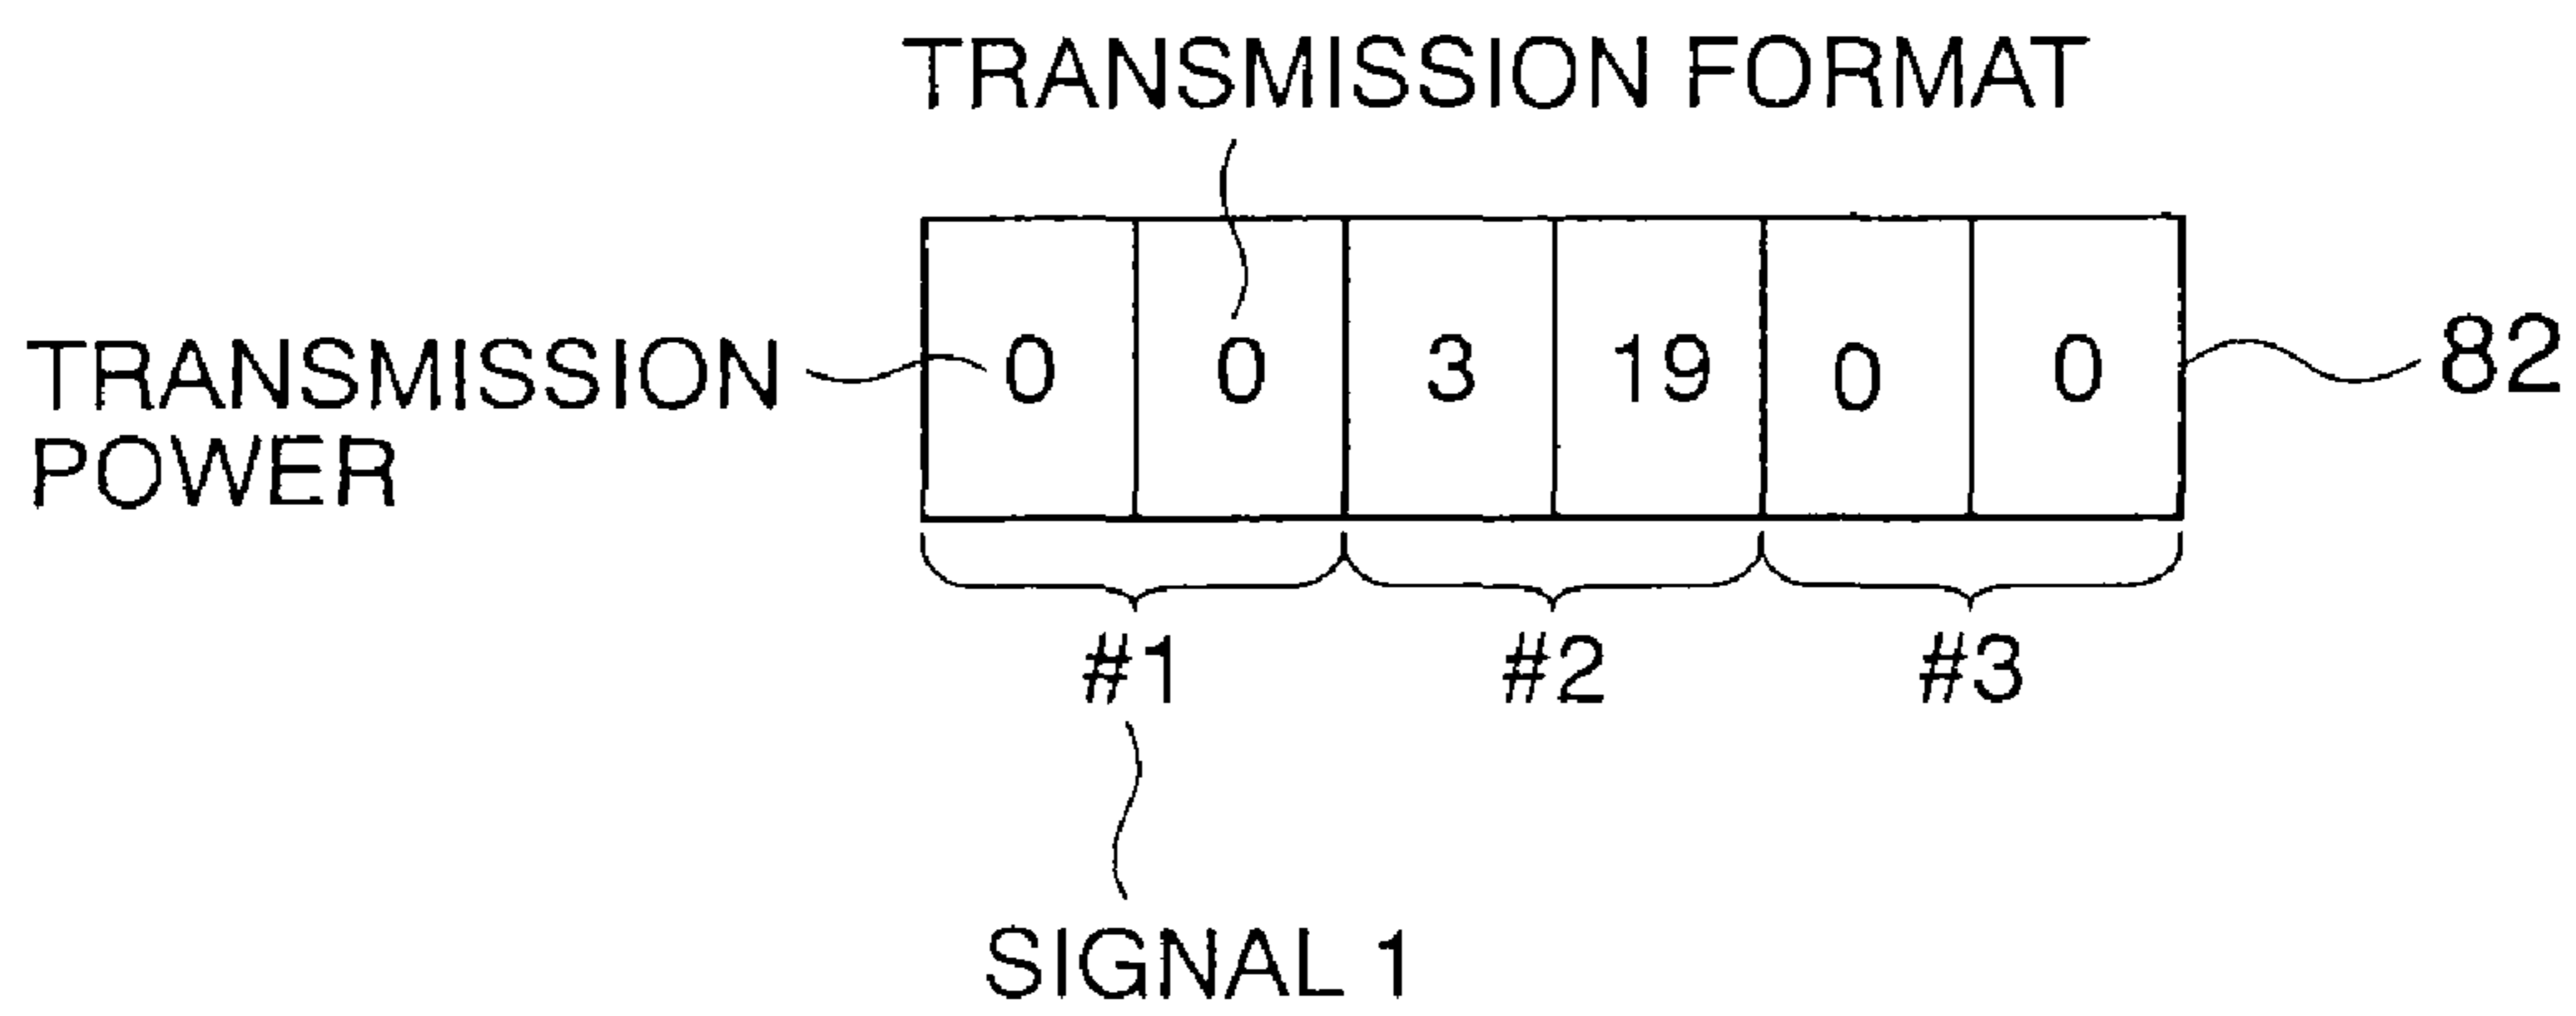 TRANSMISSION FORMAT
TRANSMISSION
POWER
0 0 3 19 0 0
82
#1 #2 #3
SIGNAL 1